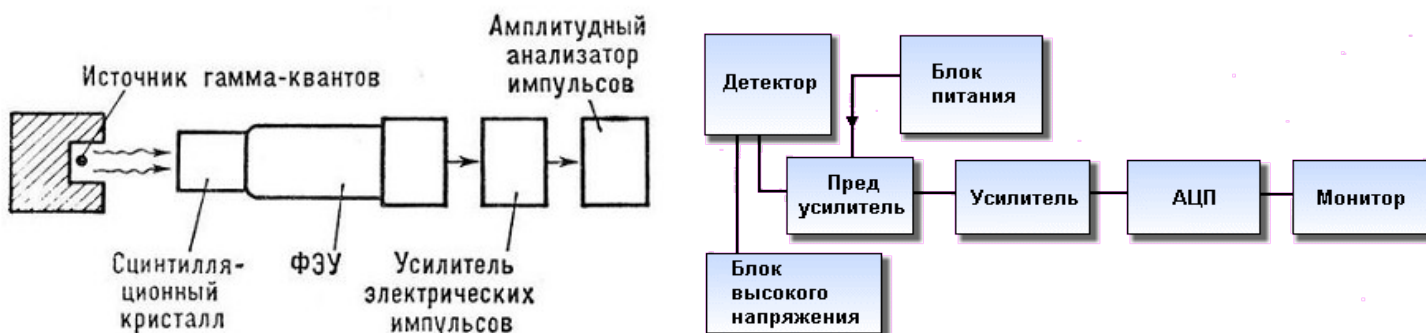 Источник гамма-квантов
Амплитудный
анализатор
импульсов
Сцинтилля-
ционный
кристалл
ФЭУ
Усилитель
электрических
импульсов
Детектор
Блок
питания
Пред
усилитель
Усилитель
АЦП
Монитор
Блок
высокого
напряжения